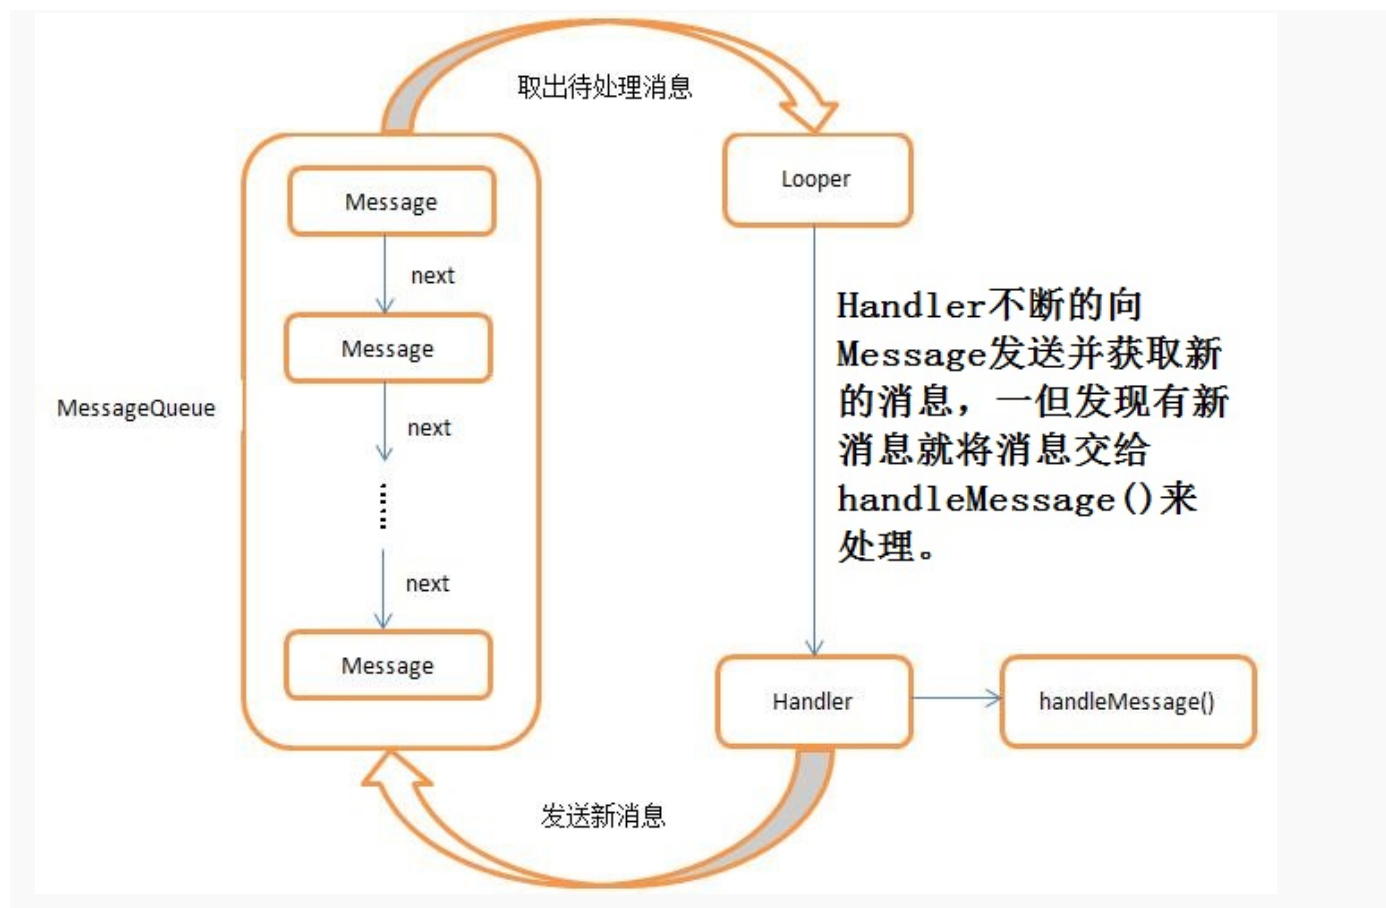 取出待处理消息
Message
Looper
next
Message
MessageQueue
next
next
Message
Handler不断的向
Message发送并获取新
的消息，一但发现有新
消息就将消息交给
handleMessage()来
处理。
Handler
handleMessage()
发送新消息